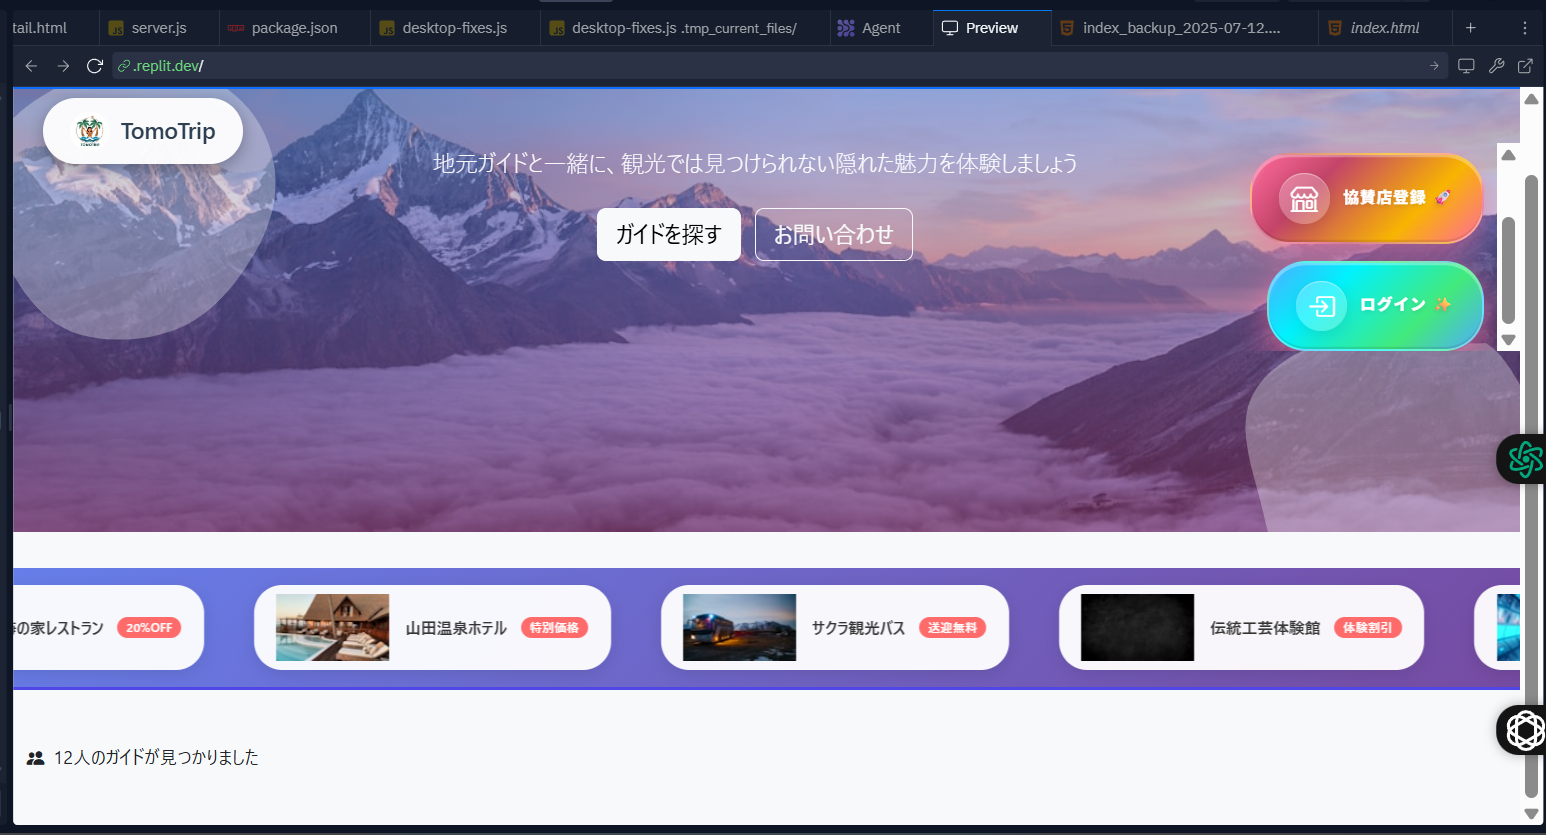 tail.html
server.js
package.json
desktop-fixes.js
desktop-fixes.js .tmp_current_files/
Agent
Preview
index_backup_2025-07-12....
index.html
.replit.dev/
TomoTrip
地元ガイドと一緒に、観光では見つけられない隠れた魅力を体験しましょう
ガイドを探す
お問い合わせ
協賛店登録 🚀
ログイン ✨
の家レストラン
20%OFF
山田温泉ホテル
特別価格
サクラ観光バス
送迎無料
伝統工芸体験館
体験割引
12人のガイドが見つかりました